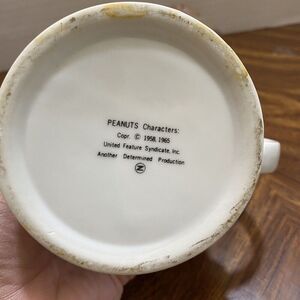 PEANUTS Characters:
Copr. © 1958, 1965
United Feature Syndicate, Inc.
Another Determined Production